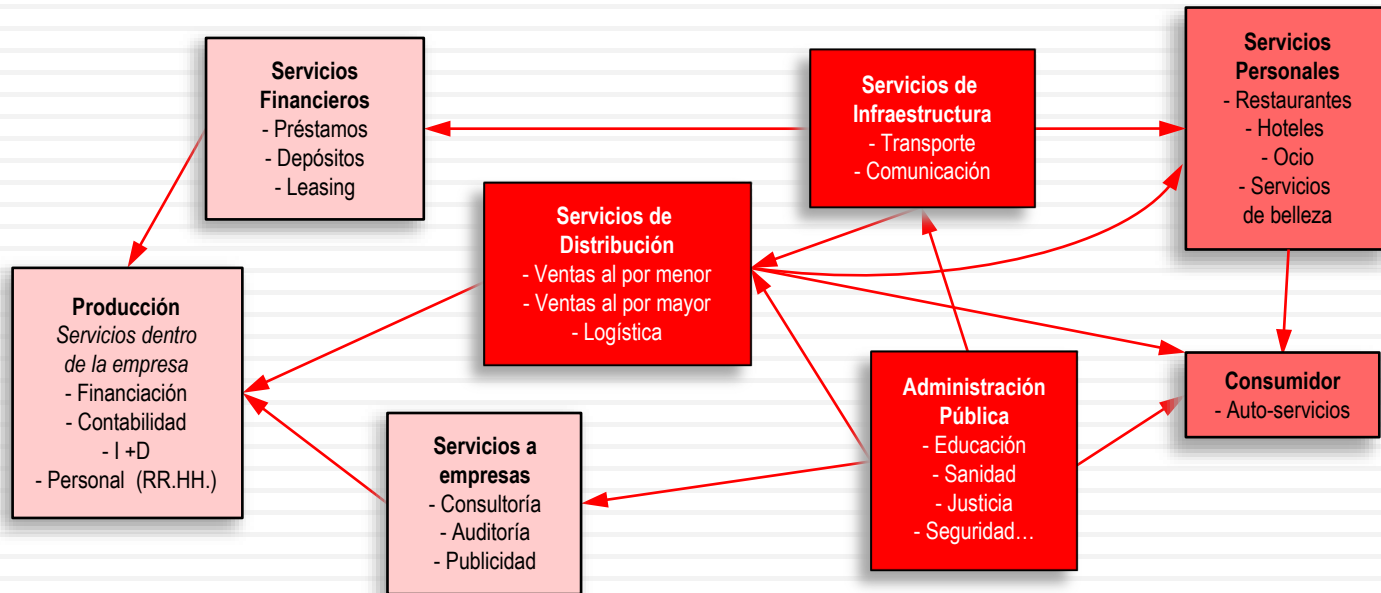 Servicios
Financieros
- Préstamos
- Depósitos
- Leasing
Servicios de
Infraestructura
- Transporte
- Comunicación
Servicios
Personales
- Restaurantes
- Hoteles
- Ocio
- Servicios
de belleza
Servicios de
Distribución
- Ventas al por menor
- Ventas al por mayor
- Logística
Producción
Servicios dentro
de la empresa
- Financiación
- Contabilidad
- I +D
- Personal (RR.HH.)
Servicios a
empresas
- Consultoría
- Auditoría
- Publicidad
Administración
Pública
- Educación
- Sanidad
- Justicia
- Seguridad…
Consumidor
- Auto-servicios